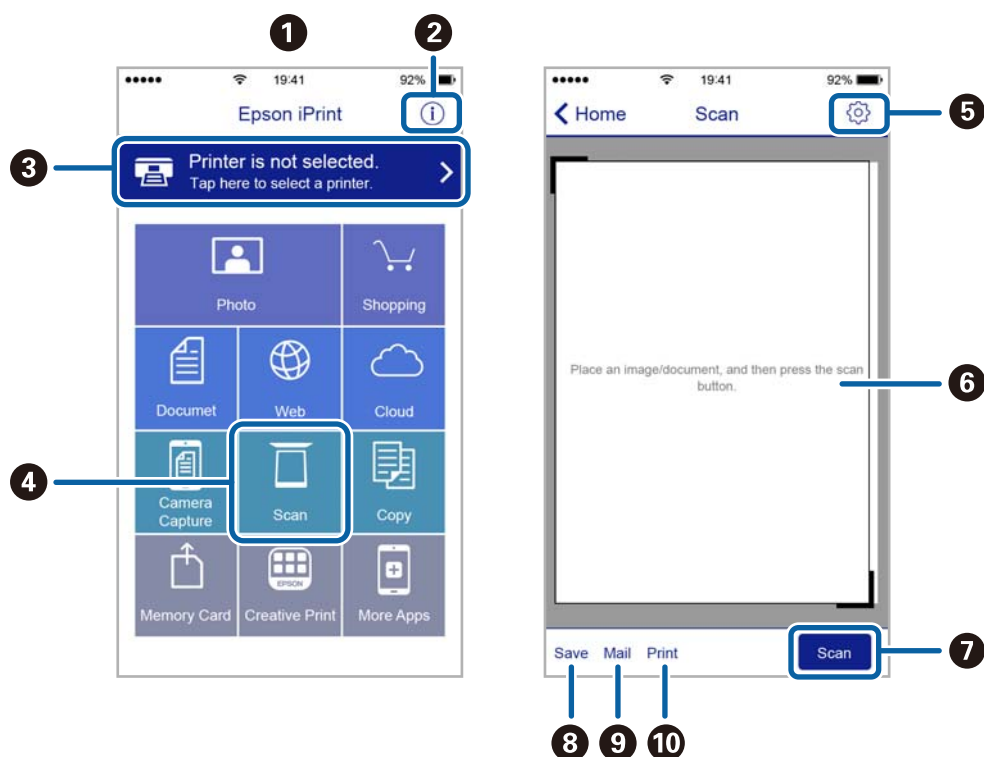 1
2
19:41
92%
Epson iPrint
3
Printer is not selected.
Tap here to select a printer.
Photo
Shopping
Documet
Web
Cloud
4
Camera
Capture
Scan
Copy
EPSON
Memory Card
Creative Print
More Apps
19:41
92%
Home
Scan
5
Place an image/document, and then press the scan
button.
6
Save
Mail
Print
Scan
7
8
9
10